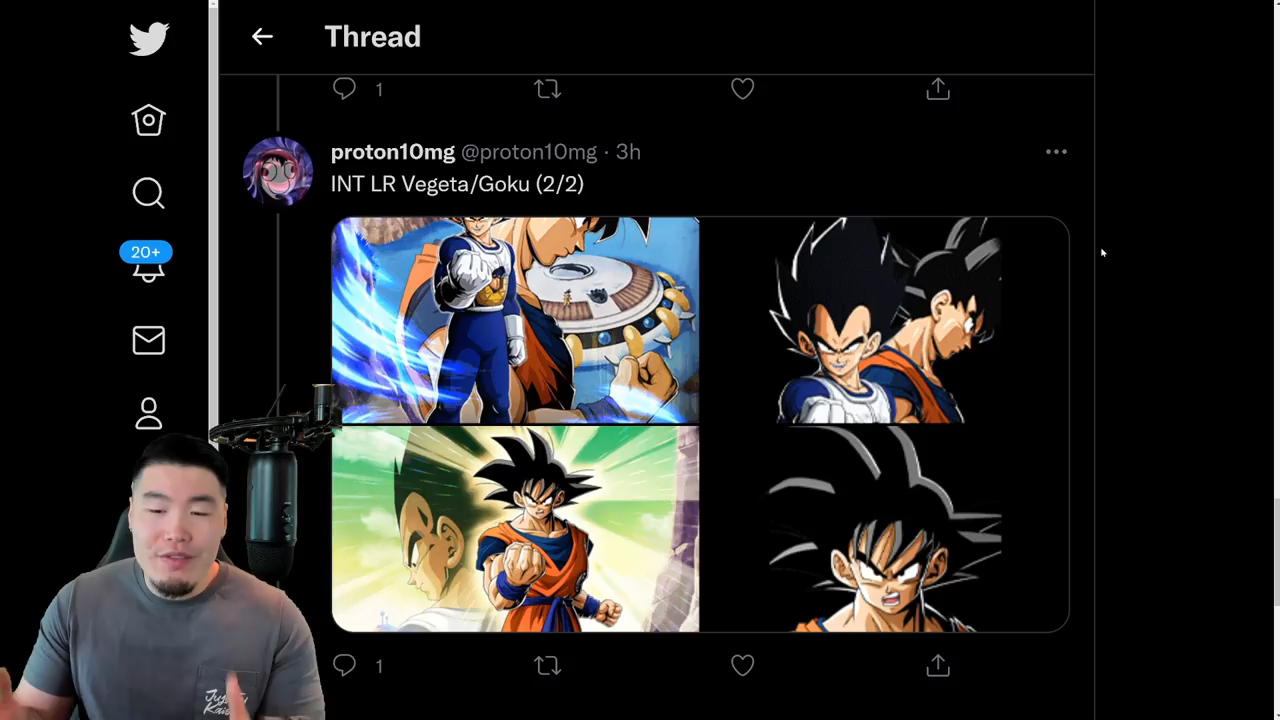 Thread
1
20+
proton10mg @proton10mg · 3h
INT LR Vegeta/Goku (2/2)
1